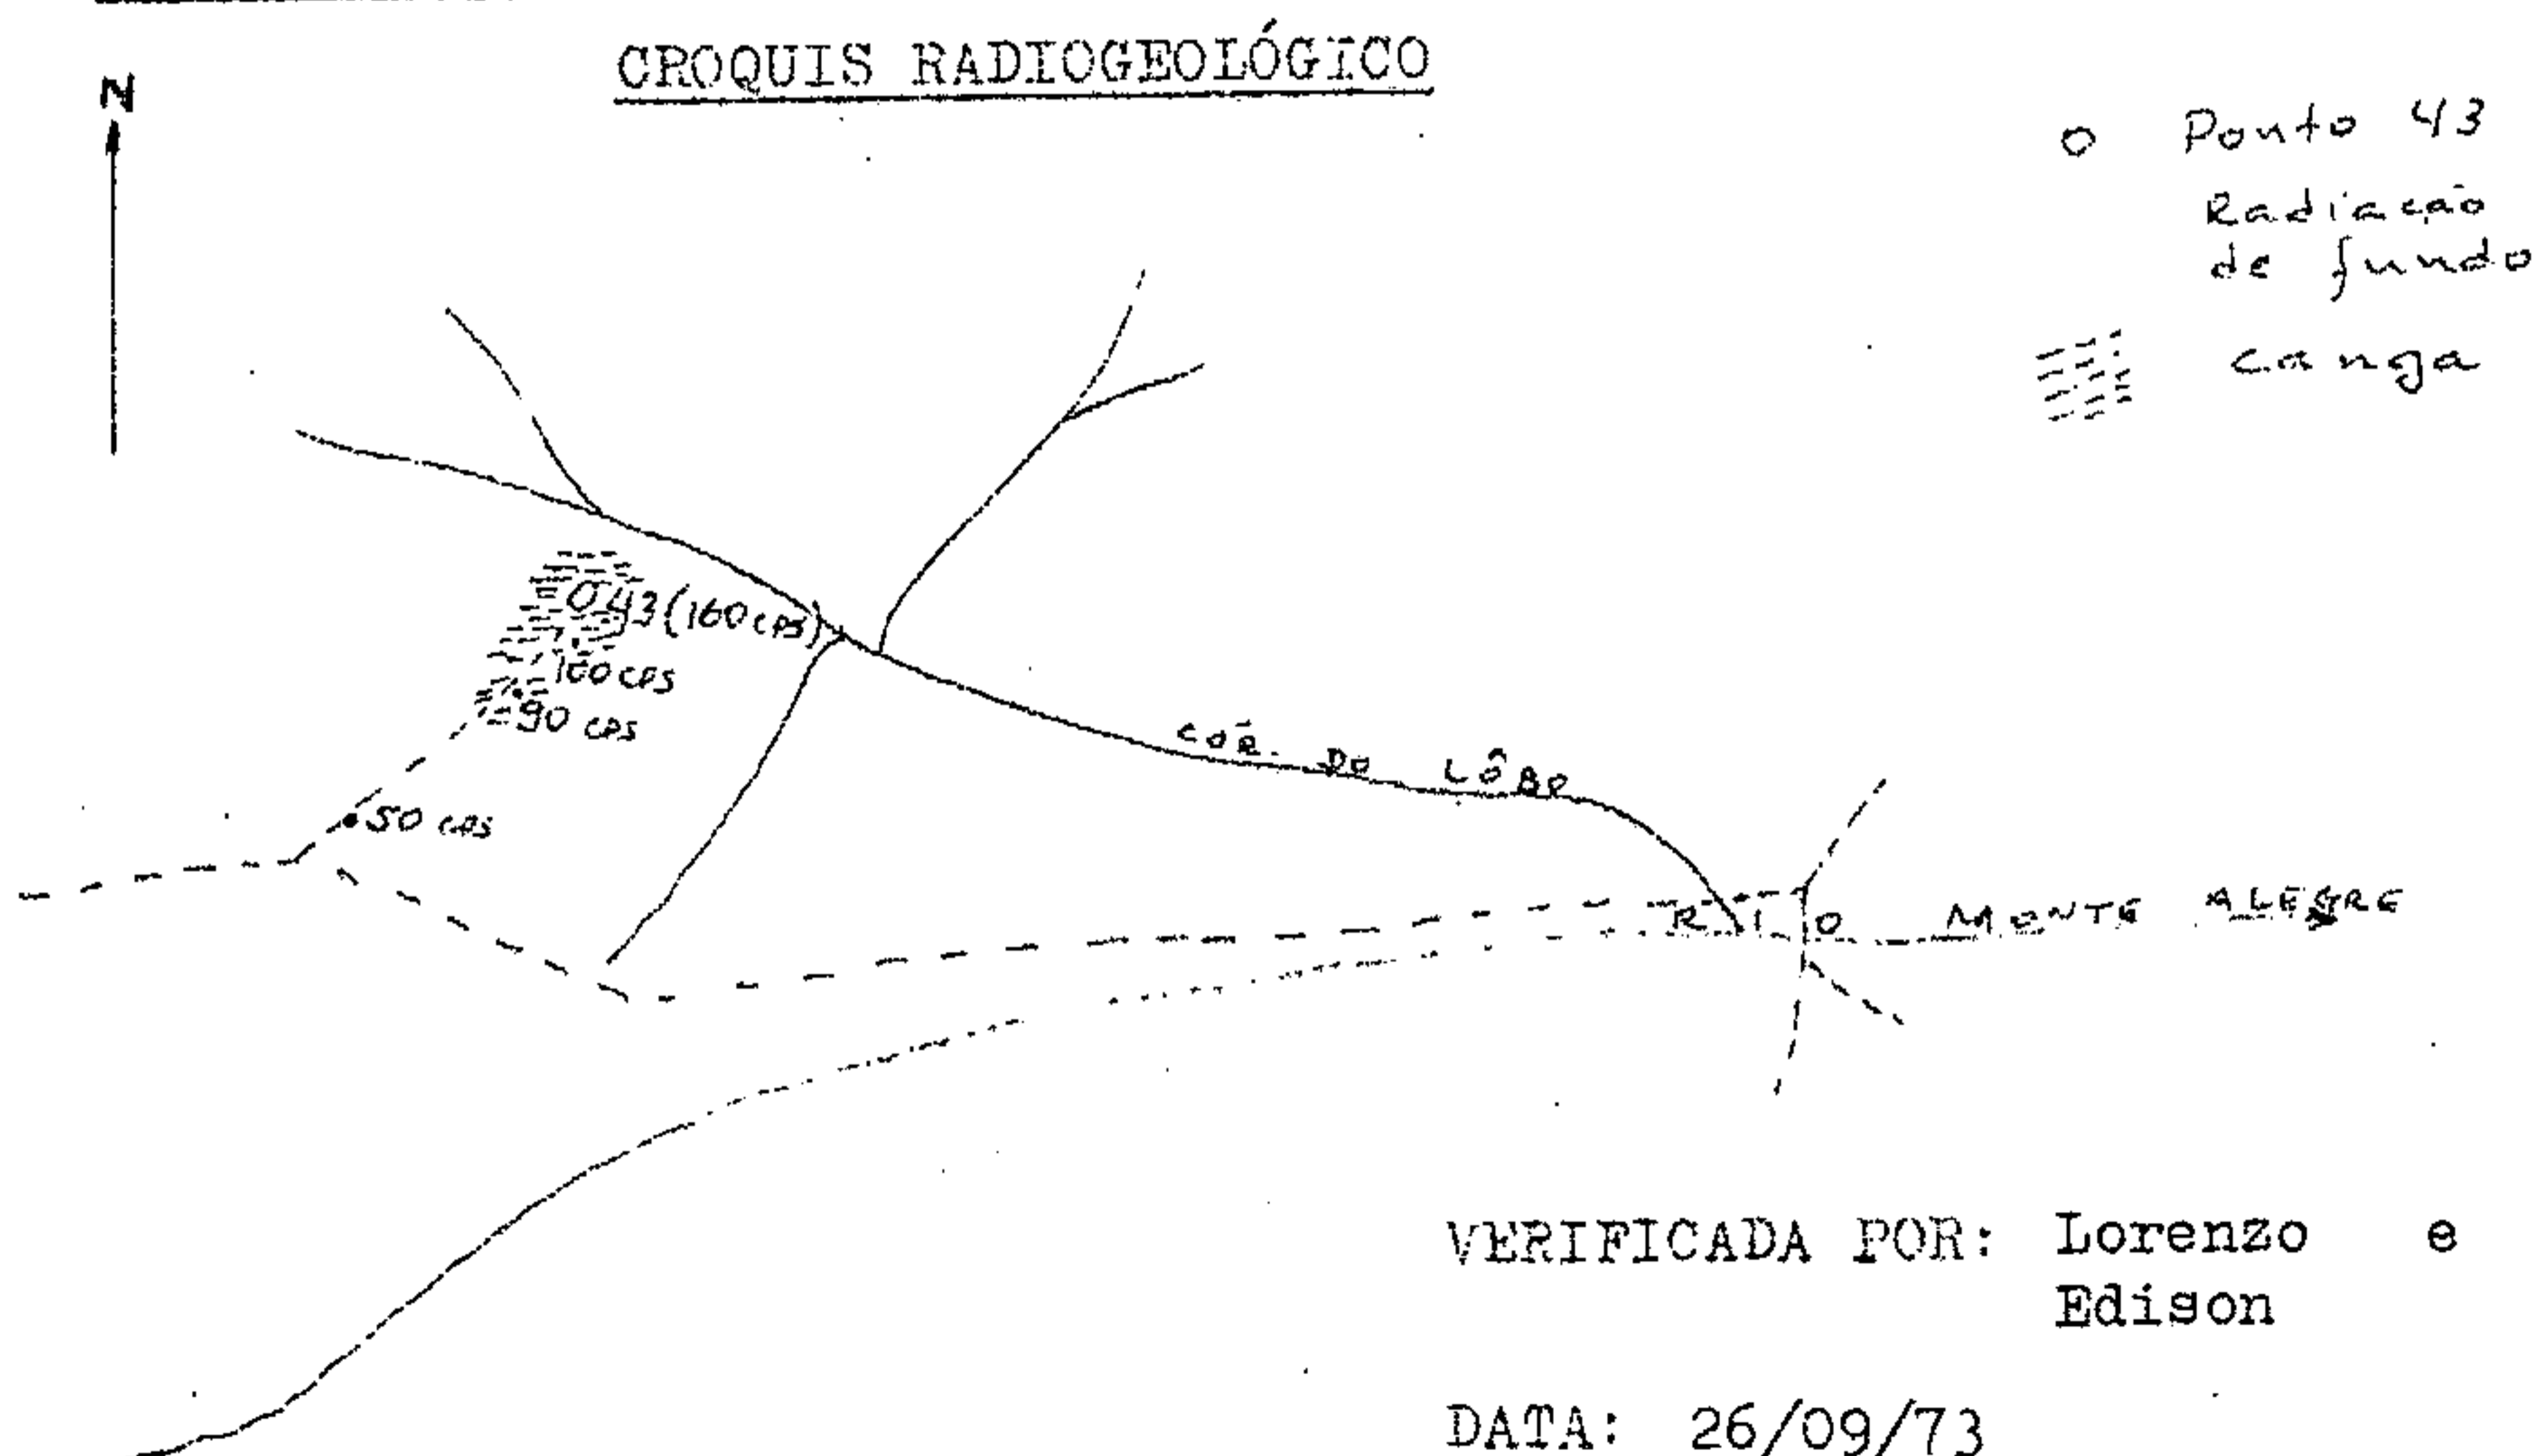 CROQUIS RADIOGEOLÓGICO
N
O Ponto 43
Radiação
de fundo
Canga
O 43 (160 cps)
100 cps
90 cps
50 cps
CÓR. DO LÔBO
RIO MONTE ALEGRE
VERIFICADA POR: Lorenzo e
Edison
DATA: 26/09/73